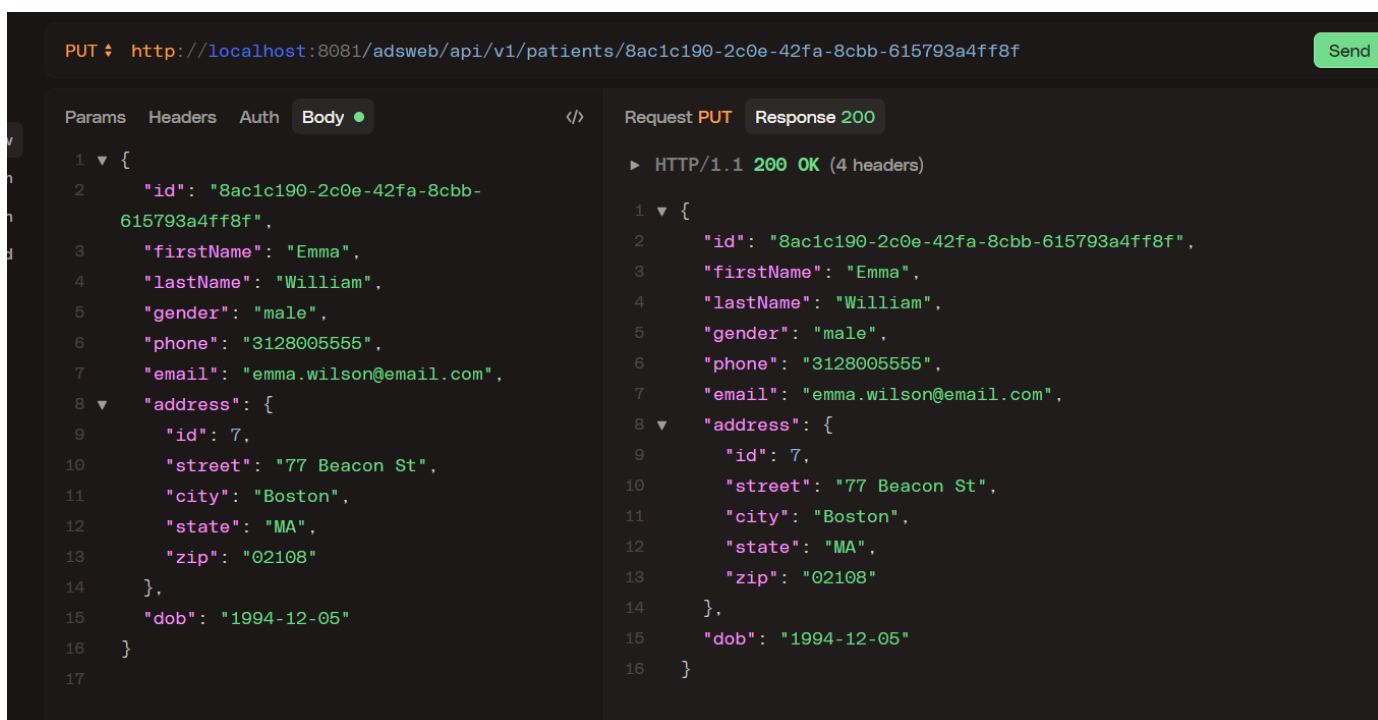 PUT http://localhost:8081/adsweb/api/v1/patients/8ac1c190-2c0e-42fa-8cbb-615793a4ff8f Send
Params Headers Auth Body </>
1 {
2 "id": "8ac1c190-2c0e-42fa-8cbb-
615793a4ff8f",
3 "firstName": "Emma",
4 "lastName": "William",
5 "gender": "male",
6 "phone": "3128005555",
7 "email": "emma.wilson@email.com",
8 "address": {
9 "id": 7,
10 "street": "77 Beacon St",
11 "city": "Boston",
12 "state": "MA",
13 "zip": "02108"
14 },
15 "dob": "1994-12-05"
16 }
17
Request PUT Response 200
HTTP/1.1 200 OK (4 headers)
1 {
2 "id": "8ac1c190-2c0e-42fa-8cbb-615793a4ff8f",
3 "firstName": "Emma",
4 "lastName": "William",
5 "gender": "male",
6 "phone": "3128005555",
7 "email": "emma.wilson@email.com",
8 "address": {
9 "id": 7,
10 "street": "77 Beacon St",
11 "city": "Boston",
12 "state": "MA",
13 "zip": "02108"
14 },
15 "dob": "1994-12-05"
16 }